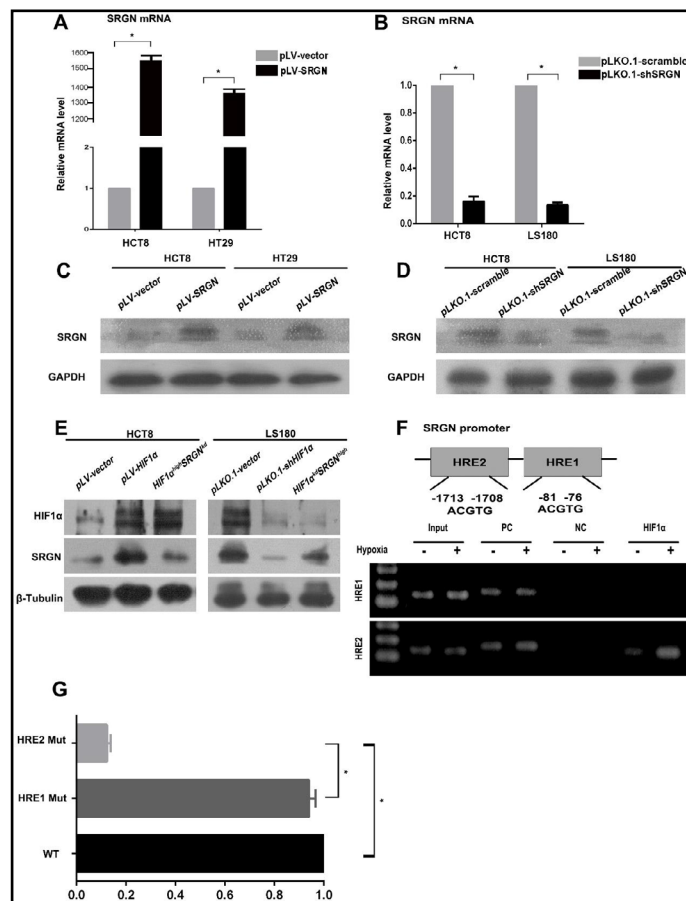 A
SRGN mRNA
pLV-vector
pLV-SRGN
Relative mRNA level
1600
1500
1400
1300
1200
1100
2
1
0
*
*
HCT8
HT29
B
SRGN mRNA
pLKO.1-scramble
pLKO.1-shSRGN
Relative mRNA level
1.0
0.8
0.6
0.4
0.2
0.0
*
*
HCT8
LS180
C
HCT8
HT29
pLV-vector
pLV-SRGN
pLV-vector
pLV-SRGN
SRGN
GAPDH
D
HCT8
LS180
pLKO.1-scramble
pLKO.1-shSRGN
pLKO.1-scramble
pLKO.1-shSRGN
SRGN
GAPDH
E
HCT8
LS180
pLV-vector
pLV-HIF1α
HIF1αhighSRGNkd
pLKO.1-vector
pLKO.1-shHIF1α
HIF1αkdSRGNhigh
HIF1α
SRGN
β-Tubulin
F
SRGN promoter
HRE2
HRE1
-1713 -1708
-81 -76
ACGTG
ACGTG
Input PC NC HIF1α
Hypoxia - + - + - + - +
HRE1
HRE2
G
HRE2 Mut
HRE1 Mut
WT
*
*
0.0 0.2 0.4 0.6 0.8 1.0